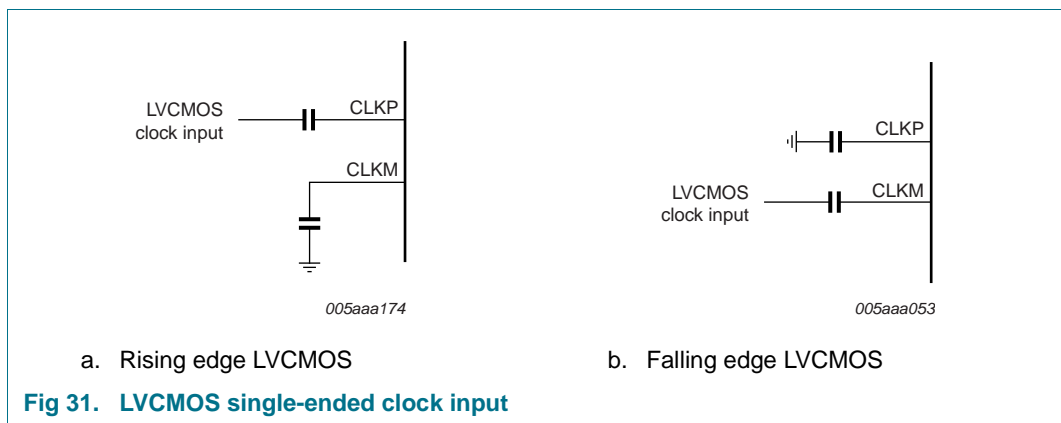 LVCMOS
clock input
CLKP
CLKM
005aaa174
a. Rising edge LVCMOS
CLKP
LVCMOS
clock input
CLKM
005aaa053
b. Falling edge LVCMOS
Fig 31. LVCMOS single-ended clock input